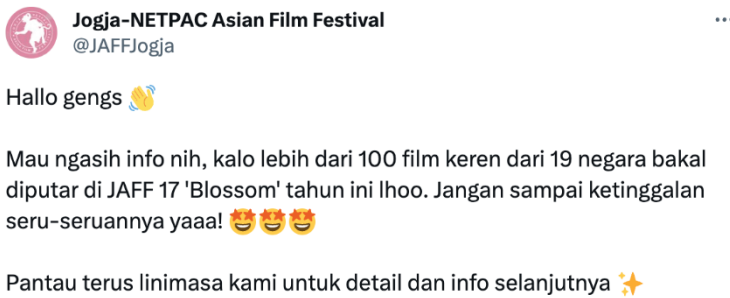 Jogja-NETPAC Asian Film Festival
@JAFFJogja
Hallo gengs 👋
Mau ngasih info nih, kalo lebih dari 100 film keren dari 19 negara bakal
diputar di JAFF 17 'Blossom' tahun ini lhoo. Jangan sampai ketinggalan
seru-seruannya yaaa! 🤩🤩🤩
Pantau terus linimasa kami untuk detail dan info selanjutnya ✨